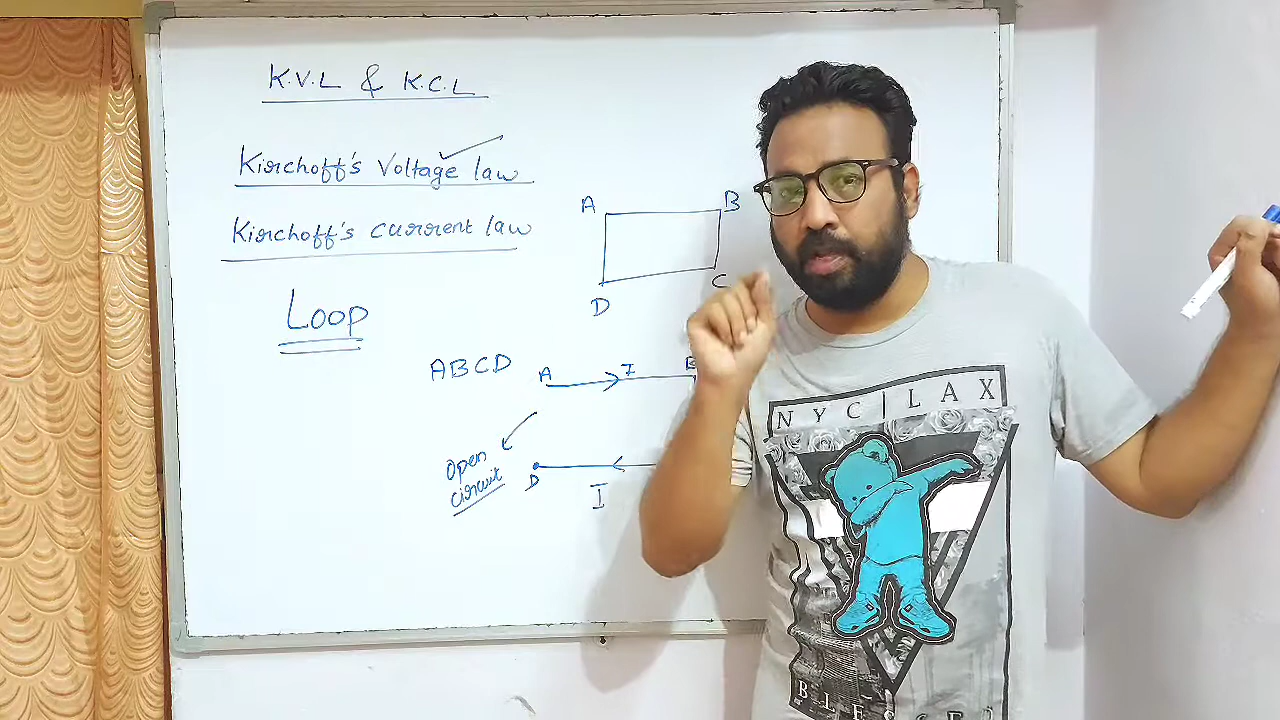 K.V.L & K.C.L
Kirchoff's Voltage law
Kirchoff's current law
Loop
A B
D C
ABCD
A I B
open
circuit
D
I
NYC|LAX